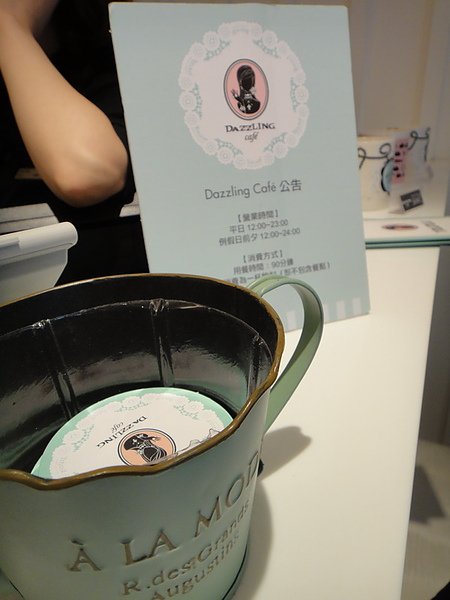 DAZZLING
café
Dazzling Café 公告
【營業時間】
平日 12:00~23:00
例假日前夕 12:00~24:00
【消費方式】
用餐時間：90分鐘
DAZZLING
café
À LA MOD
R.des Grands
Augustins